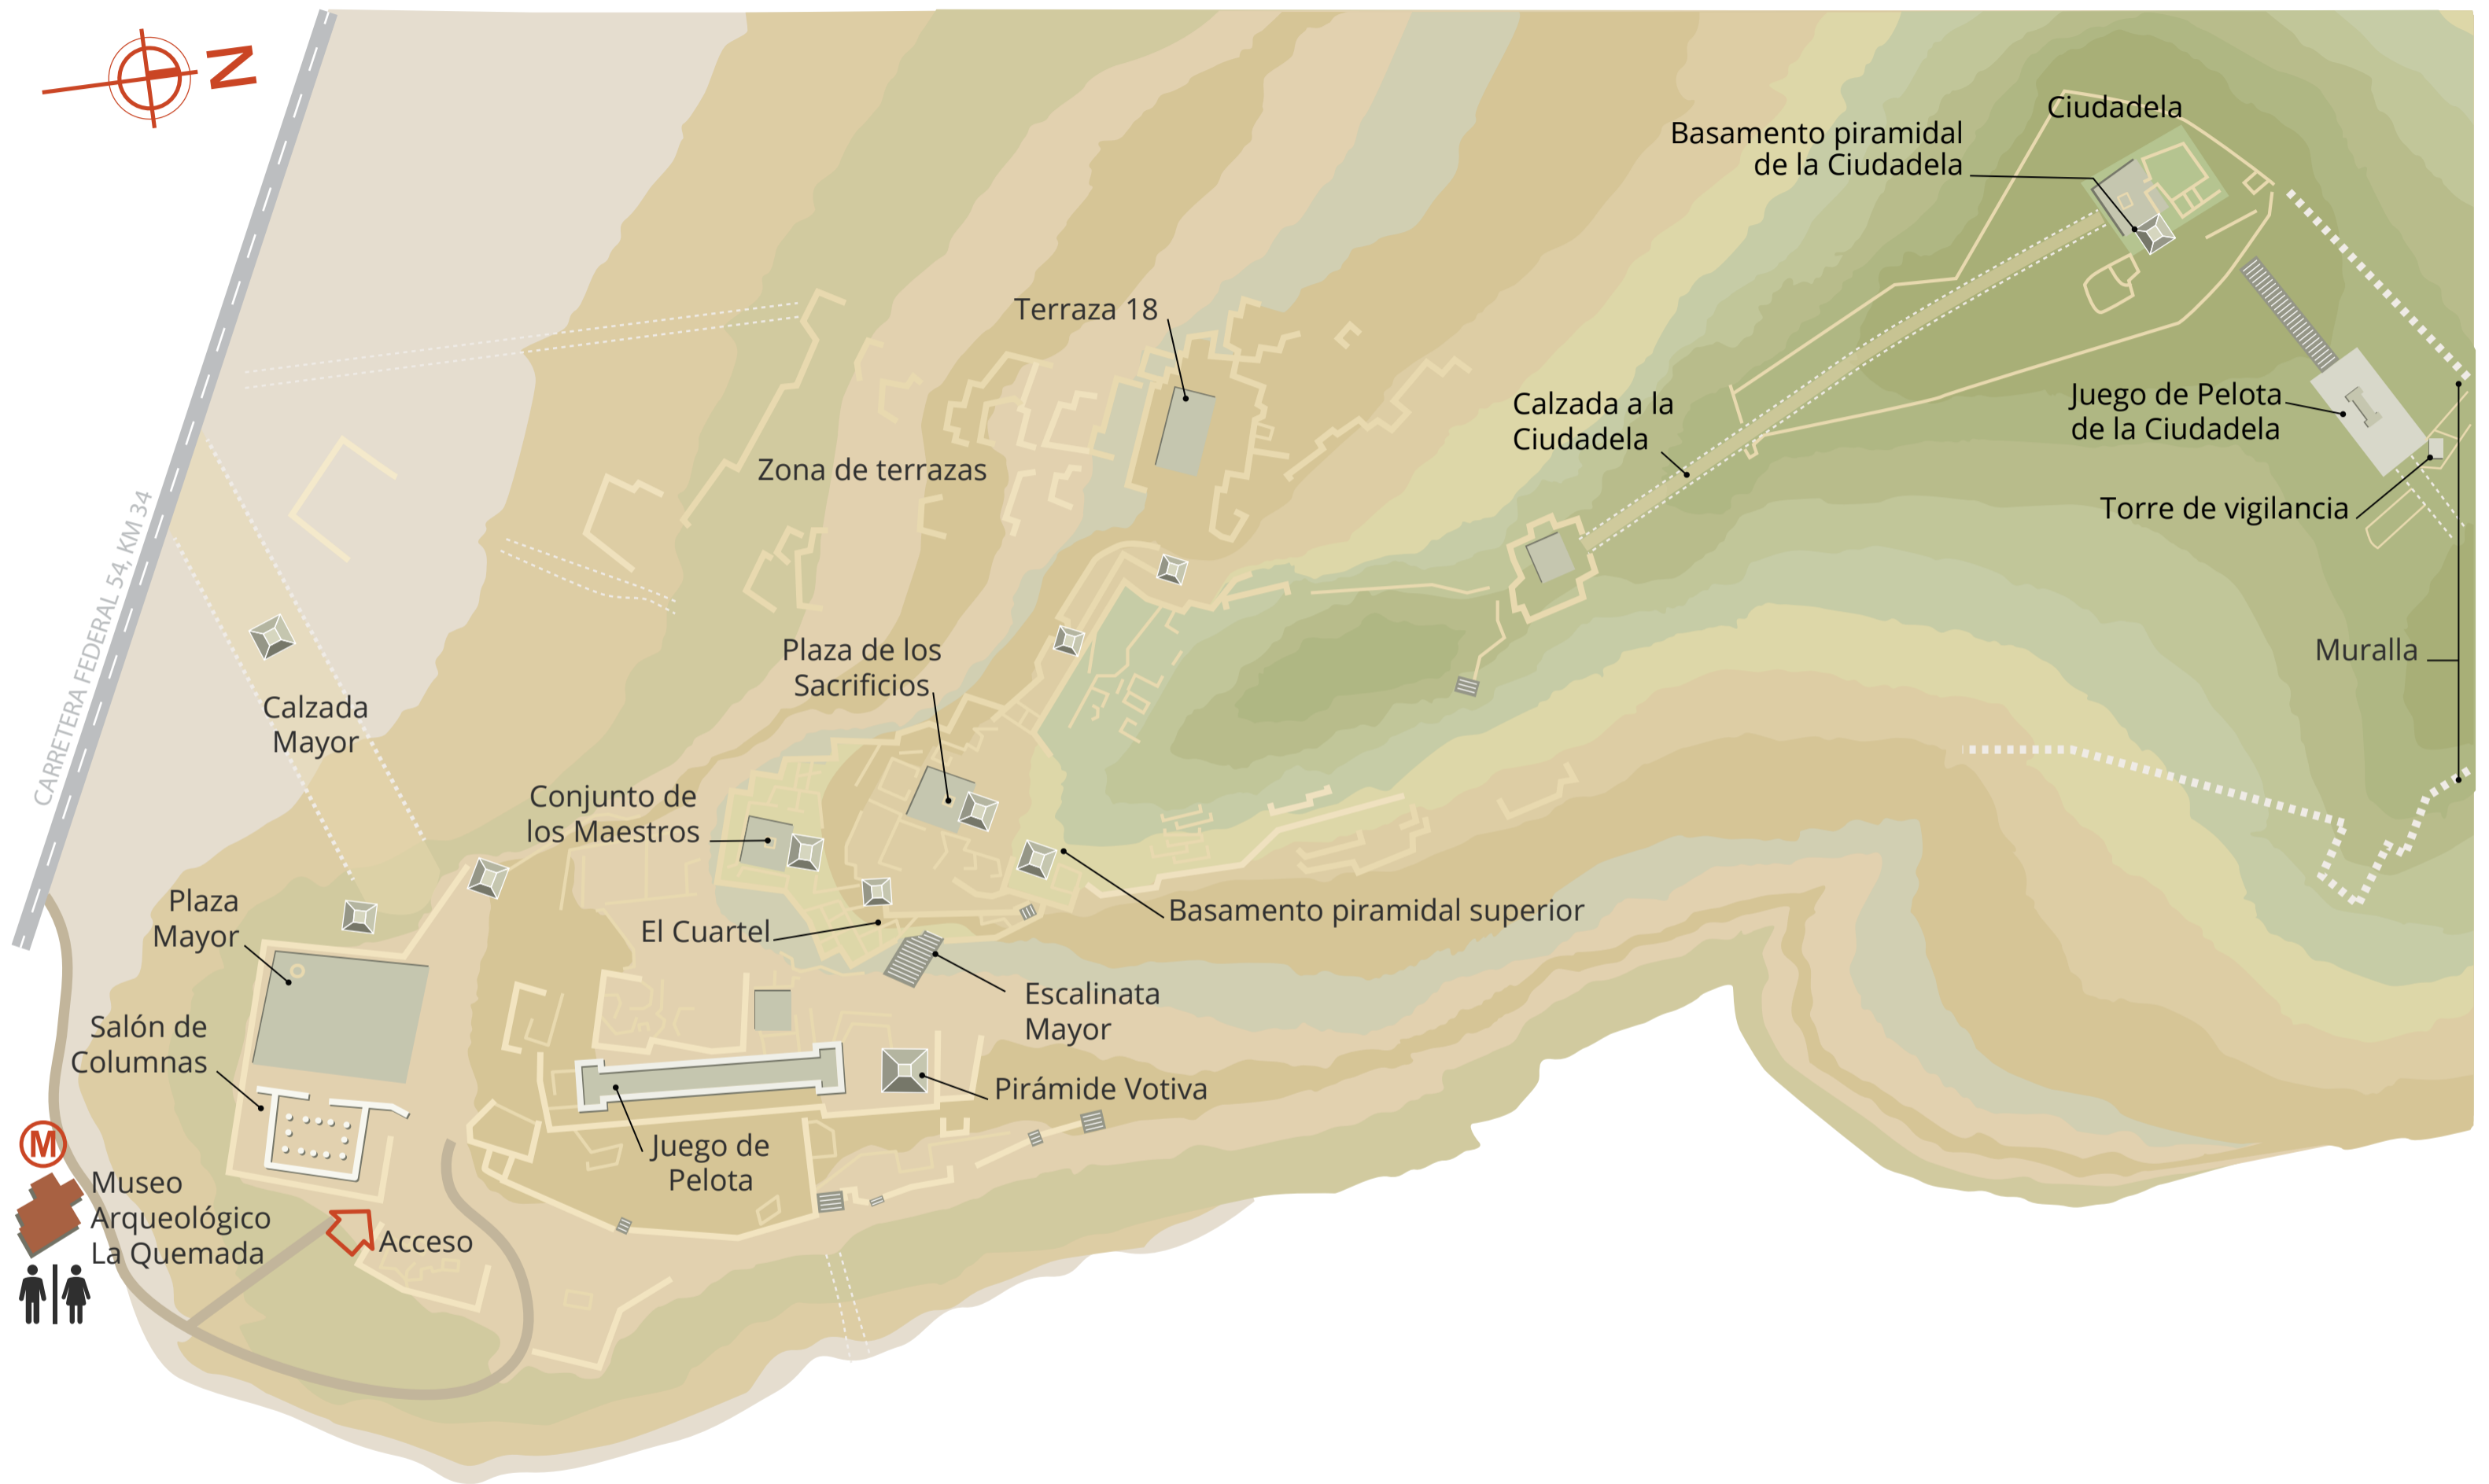 N
Ciudadela
Basamento piramidal
de la Ciudadela
Terraza 18
Calzada a la
Ciudadela
Juego de Pelota
de la Ciudadela
Zona de terrazas
Torre de vigilancia
CARRETERA FEDERAL 54, KM 34
Plaza de los
Sacrificios
Muralla
Calzada
Mayor
Conjunto de
los Maestros
Plaza
Mayor
El Cuartel
Basamento piramidal superior
Escalinata
Mayor
Salón de
Columnas
Pirámide Votiva
Juego de
Pelota
M
Museo
Arqueológico
La Quemada
Acceso